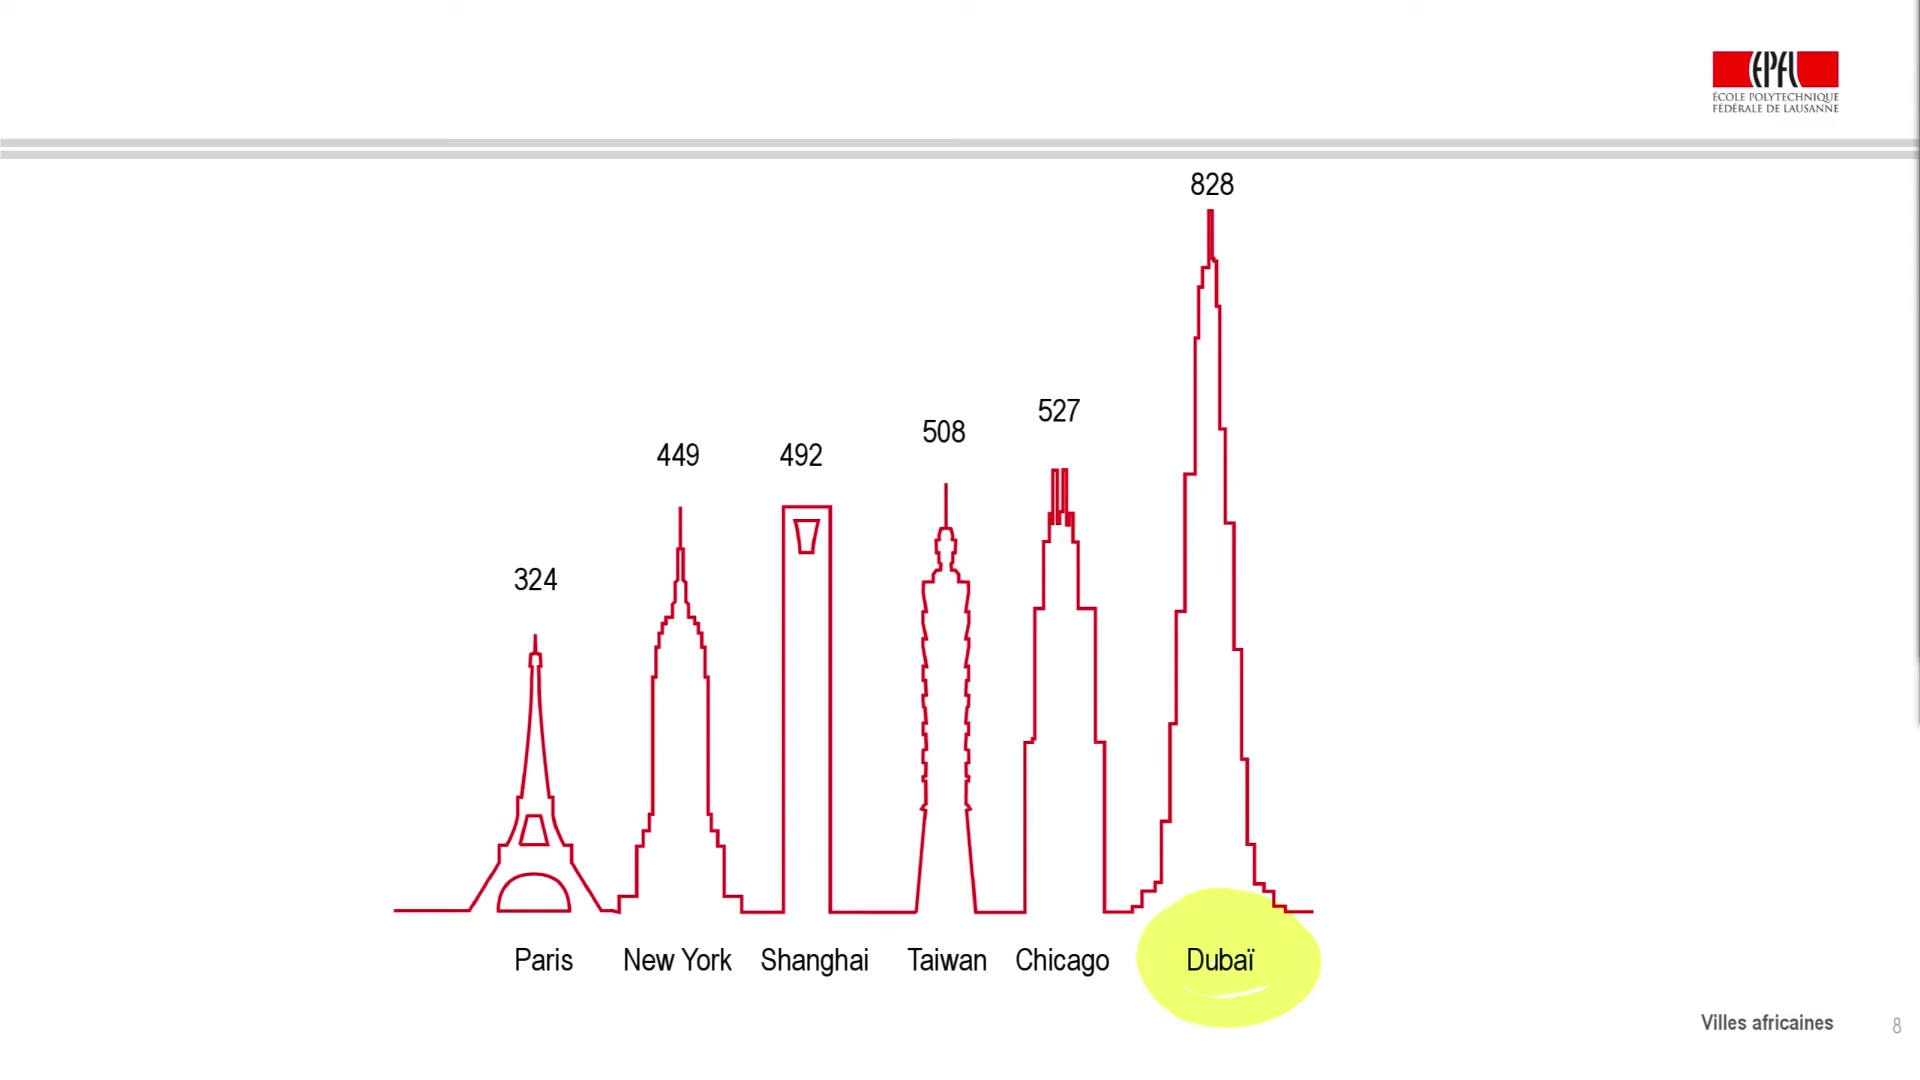 EPFL
ÉCOLE POLYTECHNIQUE
FÉDÉRALE DE LAUSANNE
828
527
508
449
492
324
Paris
New York
Shanghai
Taiwan
Chicago
Dubaï
Villes africaines
8